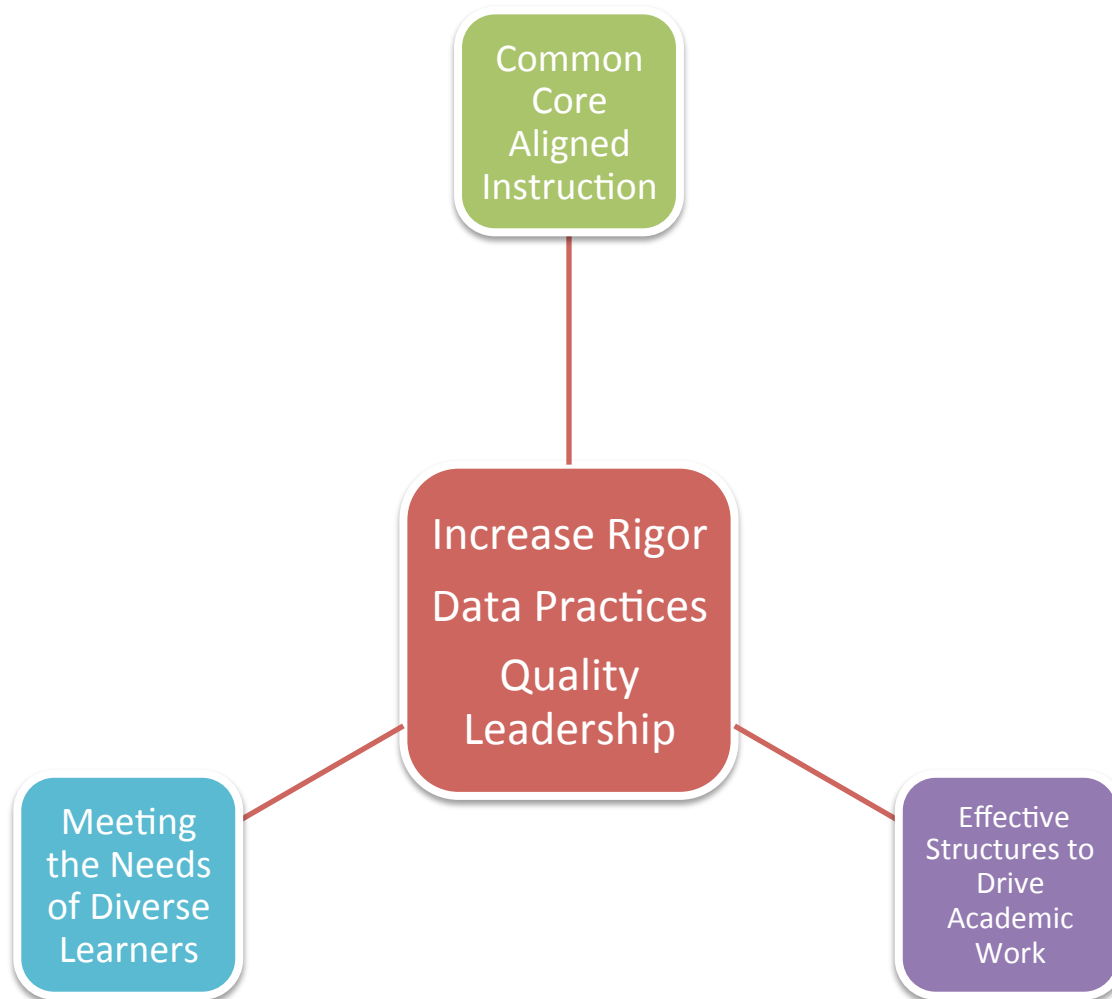 Common
Core
Aligned
Instruction
Increase Rigor
Data Practices
Quality
Leadership
Meeting
the Needs
of Diverse
Learners
Effective
Structures to
Drive
Academic
Work